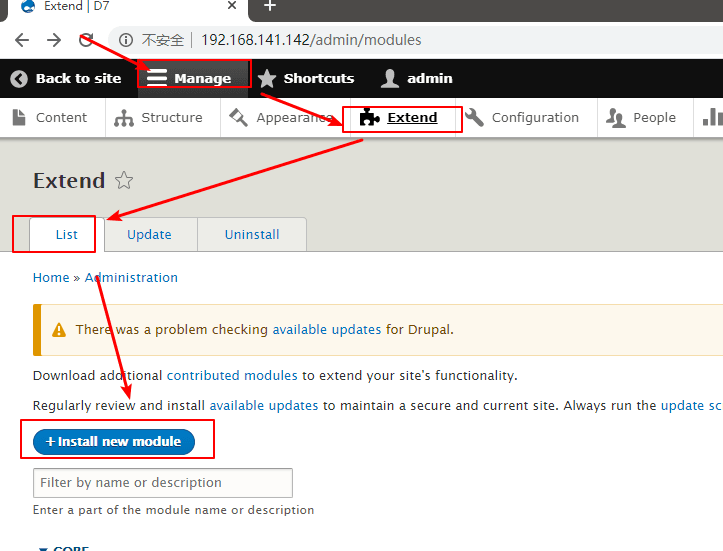 Extend | D7
不安全 | 192.168.141.142/admin/modules
Back to site Manage Shortcuts admin
Content Structure Appearance Extend Configuration People
Extend
List Update Uninstall
Home » Administration
There was a problem checking available updates for Drupal.
Download additional contributed modules to extend your site's functionality.
Regularly review and install available updates to maintain a secure and current site. Always run the update sc
+ Install new module
Filter by name or description
Enter a part of the module name or description
▼ CORE